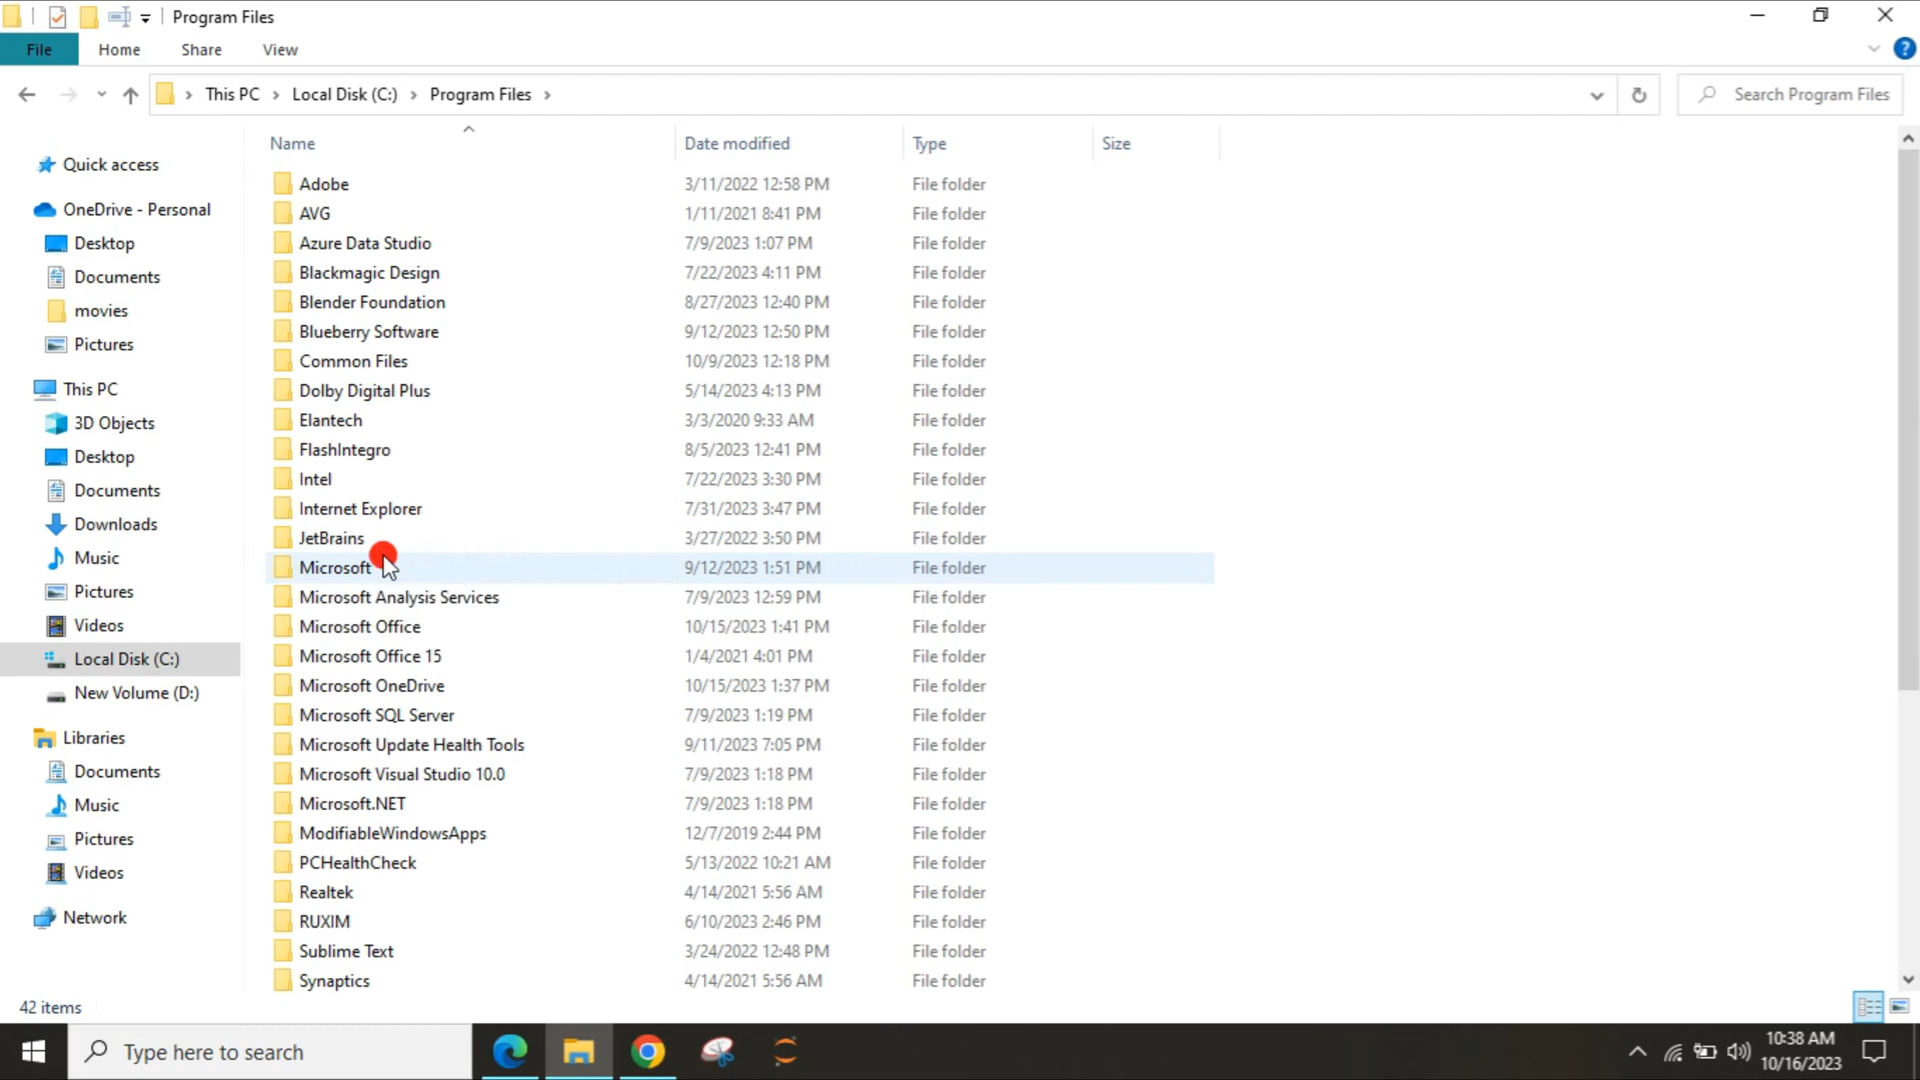 Program Files
File Home Share View
This PC Local Disk (C:) Program Files Search Program Files
Name Date modified Type Size
Quick access
OneDrive - Personal
Desktop
Documents
movies
Pictures
This PC
3D Objects
Desktop
Documents
Downloads
Music
Pictures
Videos
Local Disk (C:)
New Volume (D:)
Libraries
Documents
Music
Pictures
Videos
Network
Adobe 3/11/2022 12:58 PM File folder
AVG 1/11/2021 8:41 PM File folder
Azure Data Studio 7/9/2023 1:07 PM File folder
Blackmagic Design 7/22/2023 4:11 PM File folder
Blender Foundation 8/27/2023 12:40 PM File folder
Blueberry Software 9/12/2023 12:50 PM File folder
Common Files 10/9/2023 12:18 PM File folder
Dolby Digital Plus 5/14/2023 4:13 PM File folder
Elantech 3/3/2020 9:33 AM File folder
FlashIntegro 8/5/2023 12:41 PM File folder
Intel 7/22/2023 3:30 PM File folder
Internet Explorer 7/31/2023 3:47 PM File folder
JetBrains 3/27/2022 3:50 PM File folder
Microsoft 9/12/2023 1:51 PM File folder
Microsoft Analysis Services 7/9/2023 12:59 PM File folder
Microsoft Office 10/15/2023 1:41 PM File folder
Microsoft Office 15 1/4/2021 4:01 PM File folder
Microsoft OneDrive 10/15/2023 1:37 PM File folder
Microsoft SQL Server 7/9/2023 1:19 PM File folder
Microsoft Update Health Tools 9/11/2023 7:05 PM File folder
Microsoft Visual Studio 10.0 7/9/2023 1:18 PM File folder
Microsoft.NET 7/9/2023 1:18 PM File folder
ModifiableWindowsApps 12/7/2019 2:44 PM File folder
PCHealthCheck 5/13/2022 10:21 AM File folder
Realtek 4/14/2021 5:56 AM File folder
RUXIM 6/10/2023 2:46 PM File folder
Sublime Text 3/24/2022 12:48 PM File folder
Synaptics 4/14/2021 5:56 AM File folder
42 items
Type here to search
10:38 AM
10/16/2023